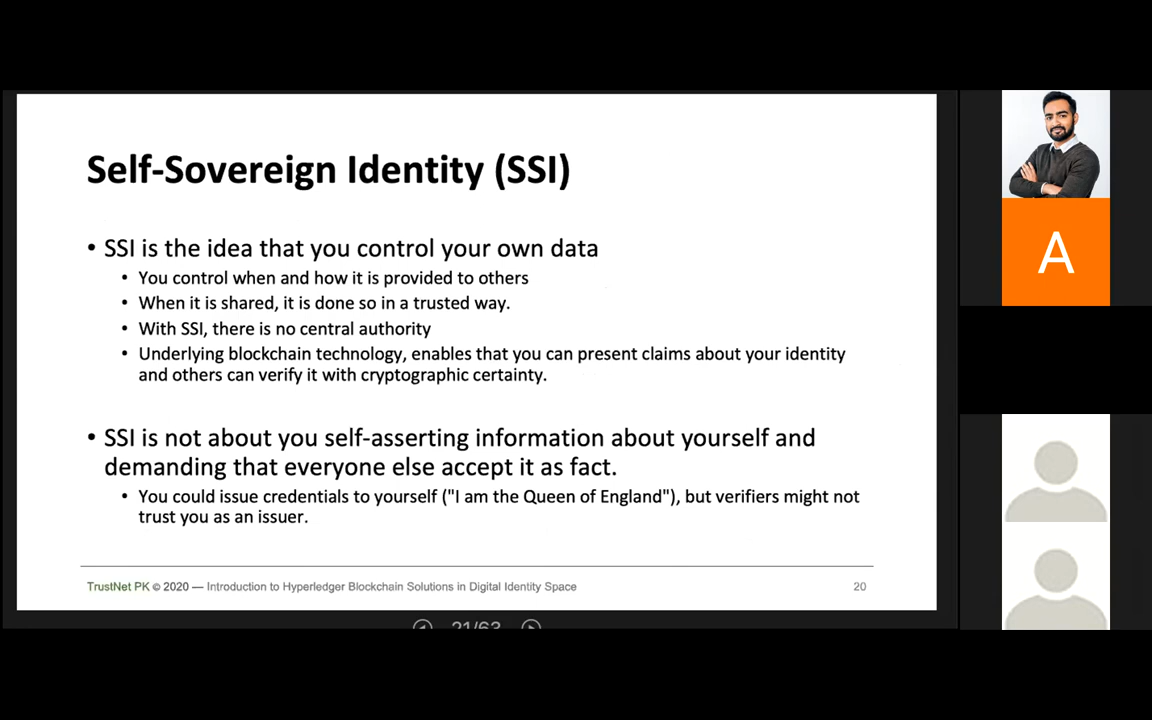 Self-Sovereign Identity (SSI)
• SSI is the idea that you control your own data
• You control when and how it is provided to others
• When it is shared, it is done so in a trusted way.
• With SSI, there is no central authority
• Underlying blockchain technology, enables that you can present claims about your identity
and others can verify it with cryptographic certainty.
• SSI is not about you self-asserting information about yourself and
demanding that everyone else accept it as fact.
• You could issue credentials to yourself ("I am the Queen of England"), but verifiers might not
trust you as an issuer.
TrustNet PK © 2020 — Introduction to Hyperledger Blockchain Solutions in Digital Identity Space 20
21/63
A